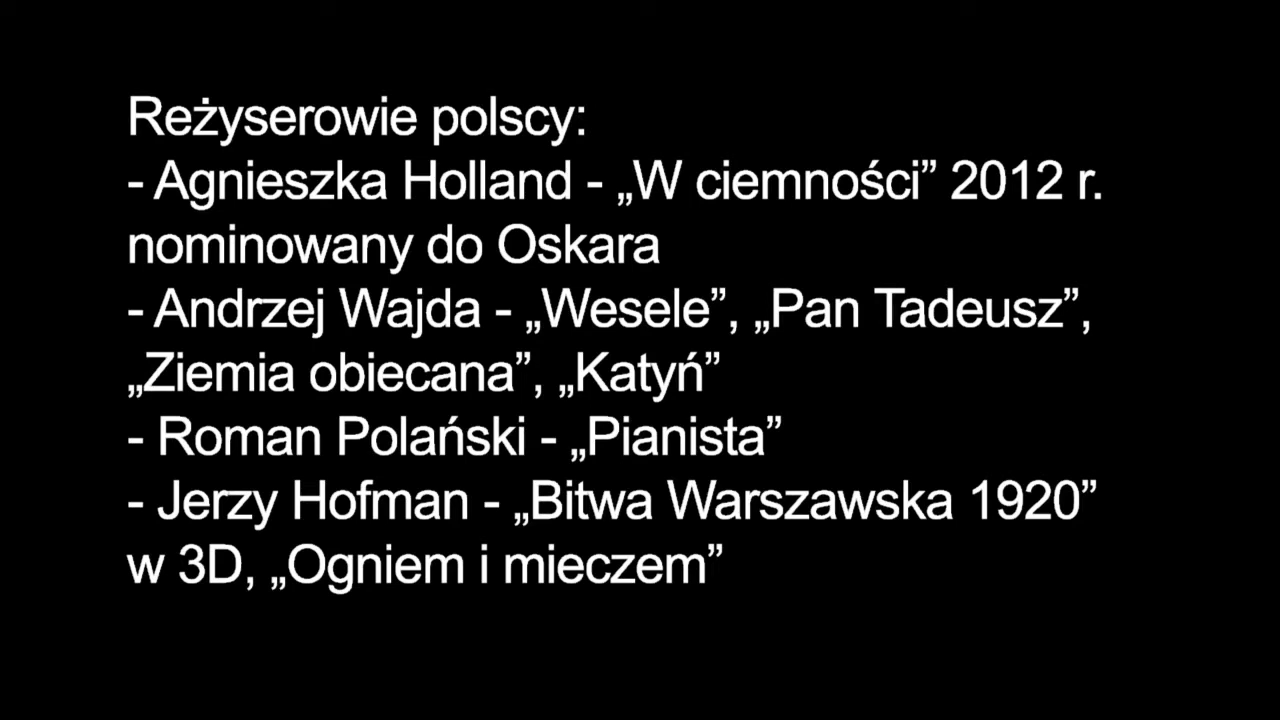 Reżyserowie polscy:
- Agnieszka Holland - „W ciemności” 2012 r.
nominowany do Oskara
- Andrzej Wajda - „Wesele”, „Pan Tadeusz”,
„Ziemia obiecana”, „Katyń”
- Roman Polański - „Pianista”
- Jerzy Hofman - „Bitwa Warszawska 1920”
w 3D, „Ogniem i mieczem”